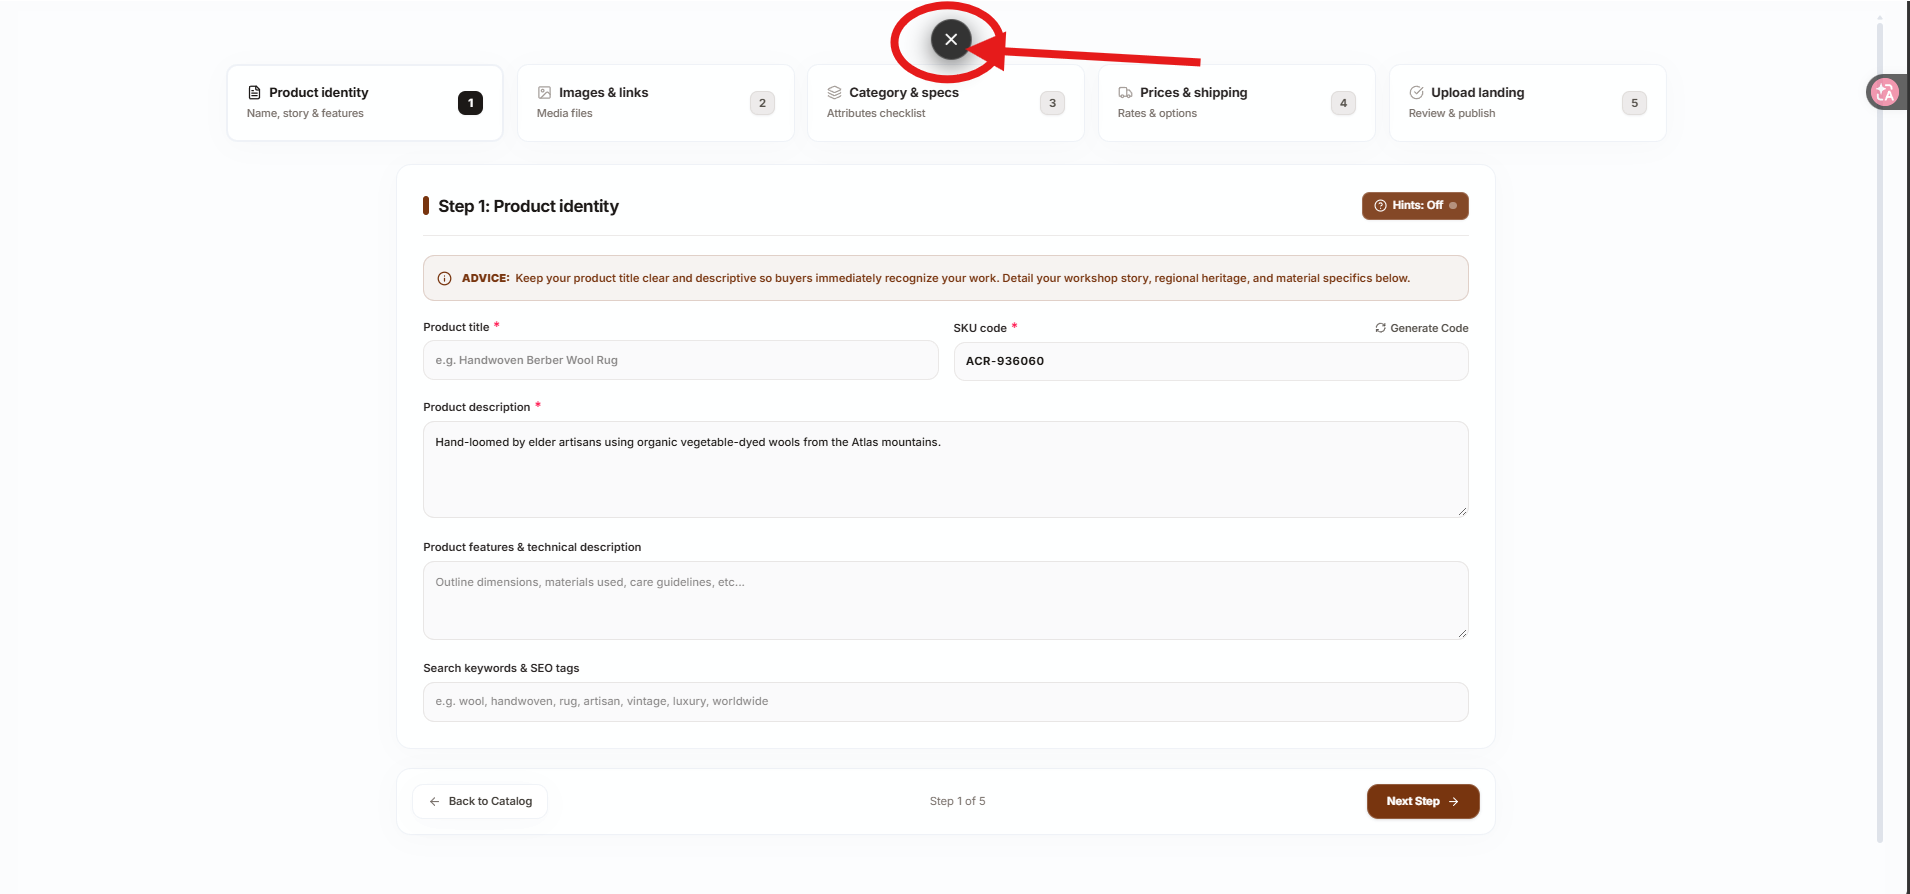 Product identity
Name, story & features
1
Images & links
Media files
2
Category & specs
Attributes checklist
3
Prices & shipping
Rates & options
4
Upload landing
Review & publish
5
Step 1: Product identity
Hints: Off
ADVICE: Keep your product title clear and descriptive so buyers immediately recognize your work. Detail your workshop story, regional heritage, and material specifics below.
Product title *
e.g. Handwoven Berber Wool Rug
SKU code *
Generate Code
ACR-936060
Product description *
Hand-loomed by elder artisans using organic vegetable-dyed wools from the Atlas mountains.
Product features & technical description
Outline dimensions, materials used, care guidelines, etc...
Search keywords & SEO tags
e.g. wool, handwoven, rug, artisan, vintage, luxury, worldwide
Back to Catalog
Step 1 of 5
Next Step